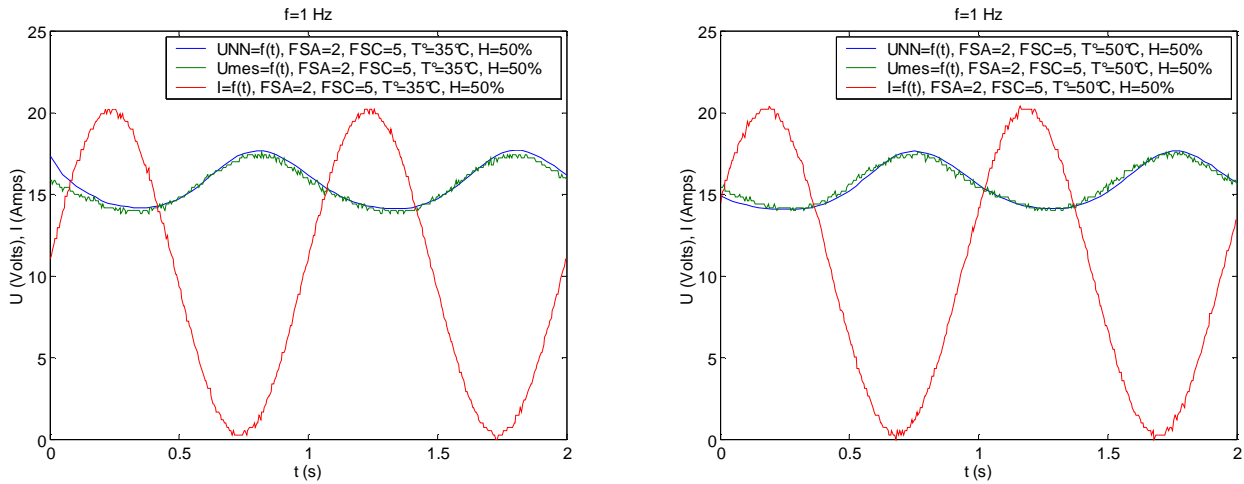 f=1 Hz
25
20
15
10
5
0
U (Volts), I (Amps)
UNN=f(t), FSA=2, FSC=5, T°=35°C, H=50%
Umes=f(t), FSA=2, FSC=5, T°=35°C, H=50%
I=f(t), FSA=2, FSC=5, T°=35°C, H=50%
0 0.5 1 1.5 2
t (s)
f=1 Hz
25
20
15
10
5
0
U (Volts), I (Amps)
UNN=f(t), FSA=2, FSC=5, T°=50°C, H=50%
Umes=f(t), FSA=2, FSC=5, T°=50°C, H=50%
I=f(t), FSA=2, FSC=5, T°=50°C, H=50%
0 0.5 1 1.5 2
t (s)